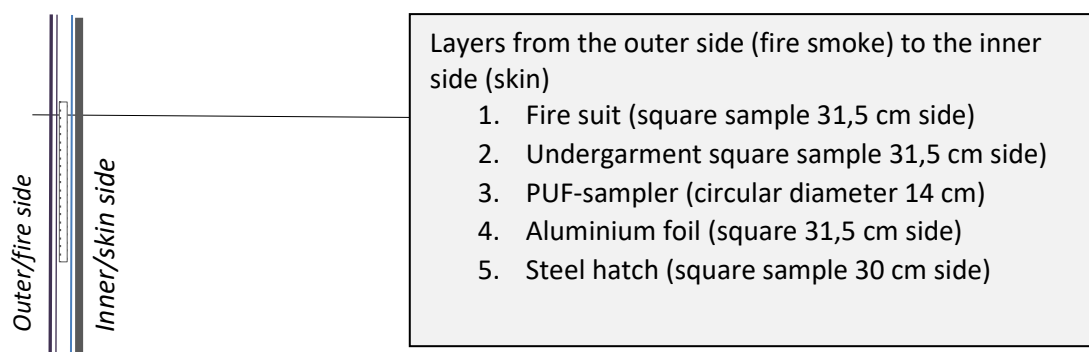 Outer/fire side
Inner/skin side
Layers from the outer side (fire smoke) to the inner
side (skin)
1. Fire suit (square sample 31,5 cm side)
2. Undergarment square sample 31,5 cm side)
3. PUF-sampler (circular diameter 14 cm)
4. Aluminium foil (square 31,5 cm side)
5. Steel hatch (square sample 30 cm side)